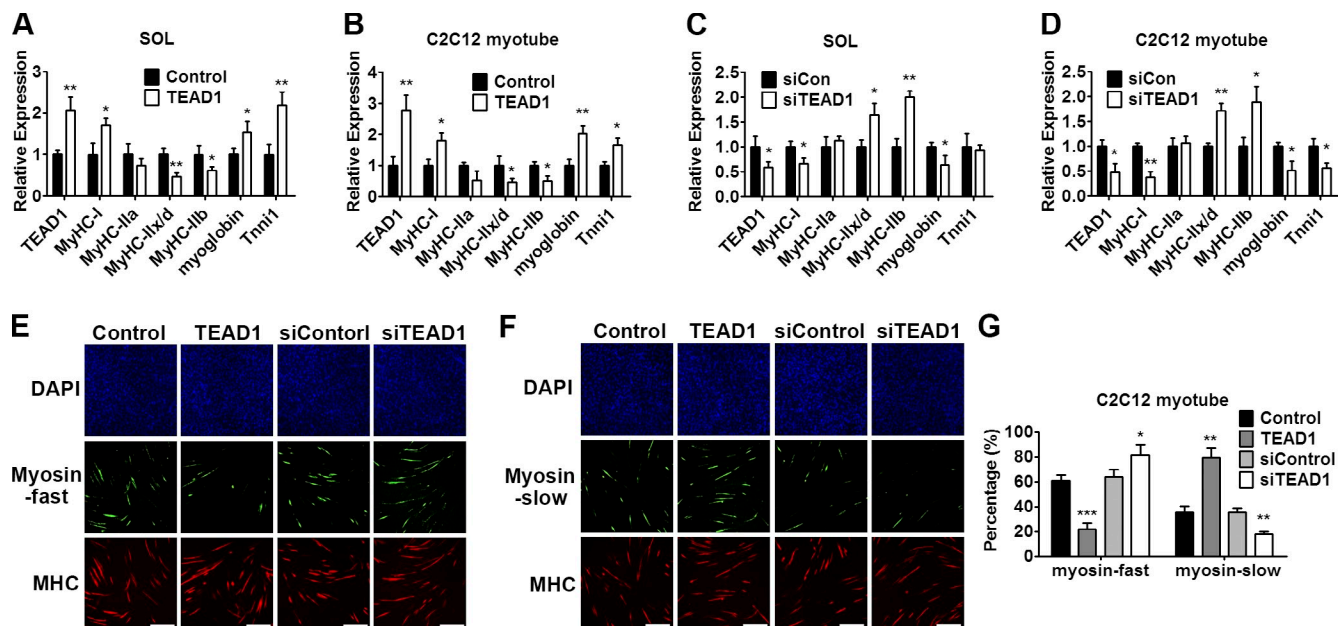 A
SOL
Relative Expression
3
2
1
0
Control
TEAD1
** * ** * * **
TEAD1 MyHC-I MyHC-IIa MyHC-IIx/d MyHC-IIb myoglobin Tnni1
B
C2C12 myotube
Relative Expression
4
3
2
1
0
Control
TEAD1
** * * * ** *
TEAD1 MyHC-I MyHC-IIa MyHC-IIx/d MyHC-IIb myoglobin Tnni1
C
SOL
Relative Expression
2.5
2.0
1.5
1.0
0.5
0.0
siCon
siTEAD1
* * * ** *
TEAD1 MyHC-I MyHC-IIa MyHC-IIx/d MyHC-IIb myoglobin Tnni1
D
C2C12 myotube
Relative Expression
2.5
2.0
1.5
1.0
0.5
0.0
siCon
siTEAD1
* ** ** * * *
TEAD1 MyHC-I MyHC-IIa MyHC-IIx/d MyHC-IIb myoglobin Tnni1
E
Control TEAD1 siContorl siTEAD1
DAPI
Myosin
-fast
MHC
F
Control TEAD1 siControl siTEAD1
DAPI
Myosin
-slow
MHC
G
C2C12 myotube
Percentage (%)
100
80
60
40
20
0
Control
TEAD1
siControl
siTEAD1
*** * ** **
myosin-fast myosin-slow